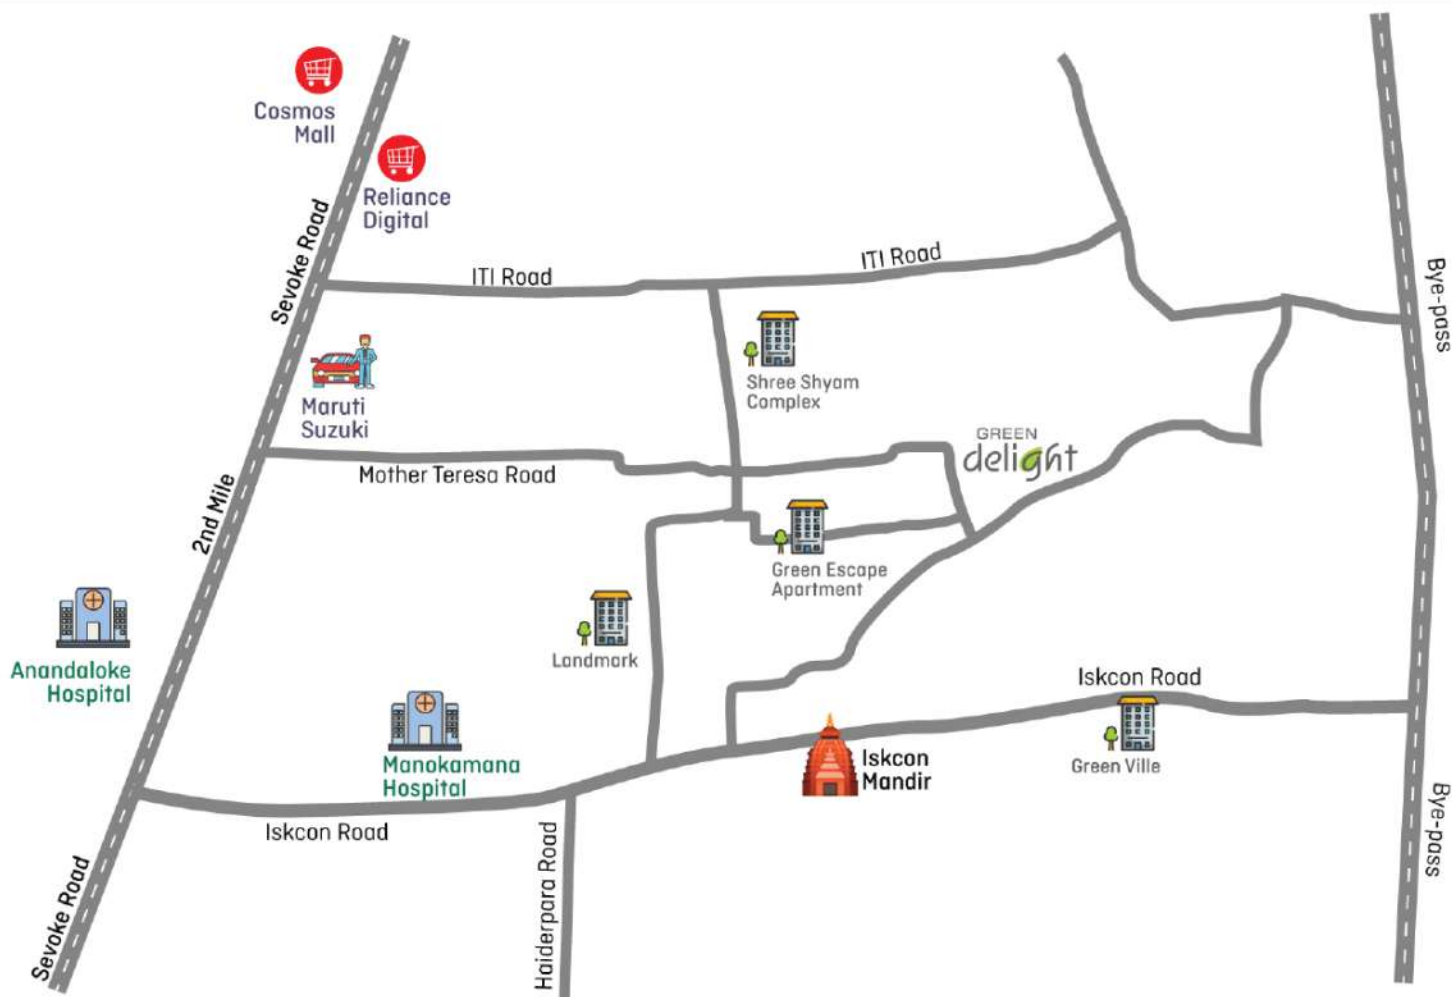 Cosmos
Mall
Reliance
Digital
Sevoke Road
ITI Road
ITI Road
Bye-pass
Maruti
Suzuki
Shree Shyam
Complex
GREEN
delight
Mother Teresa Road
2nd Mile
Green Escape
Apartment
Landmark
Anandaloke
Hospital
Iskcon Road
Manokamana
Hospital
Iskcon
Mandir
Green Ville
Iskcon Road
Bye-pass
Haiderpara Road
Sevoke Road